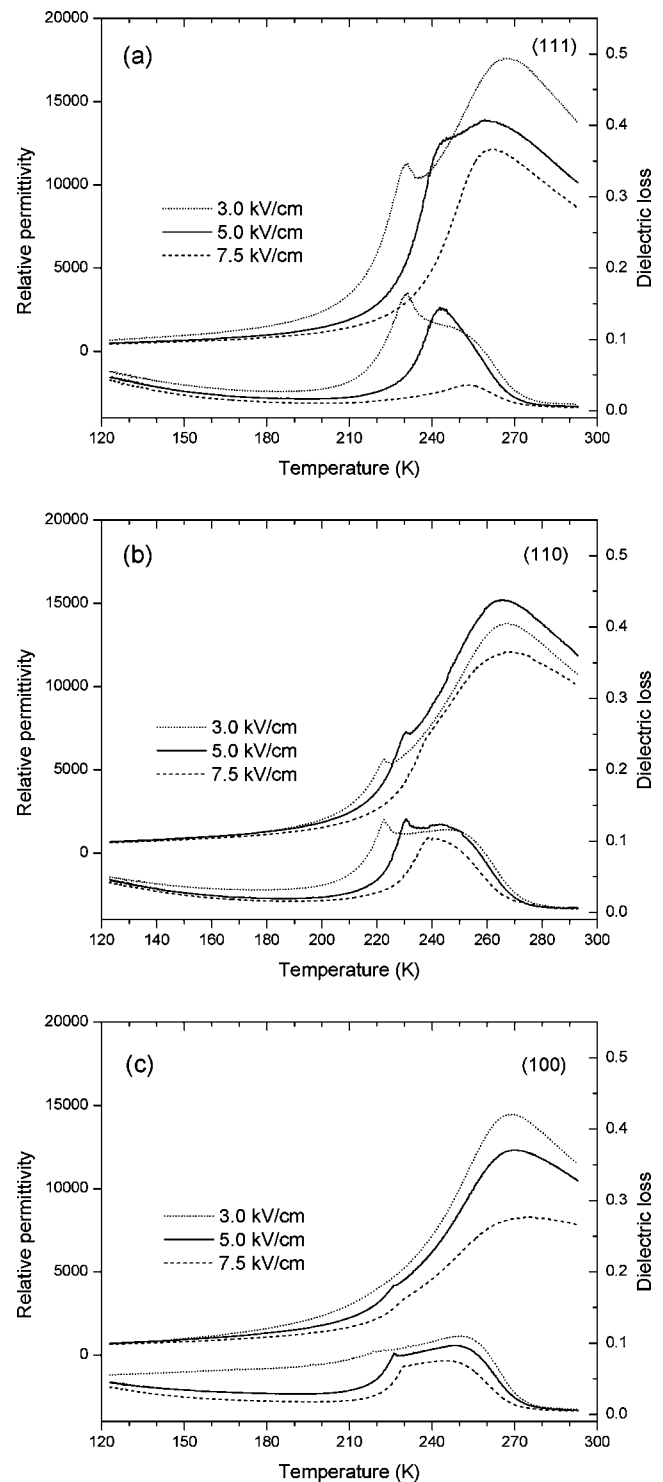 (a)
(111)
20000
15000
10000
5000
0
Relative permittivity
0.5
0.4
0.3
0.2
0.1
0.0
Dielectric loss
3.0 kV/cm
5.0 kV/cm
7.5 kV/cm
120 150 180 210 240 270 300
Temperature (K)
(b)
(110)
20000
15000
10000
5000
0
Relative permittivity
0.5
0.4
0.3
0.2
0.1
0.0
Dielectric loss
3.0 kV/cm
5.0 kV/cm
7.5 kV/cm
120 140 160 180 200 220 240 260 280 300
Temperature (K)
(c)
(100)
20000
15000
10000
5000
0
Relative permittivity
0.5
0.4
0.3
0.2
0.1
0.0
Dielectric loss
3.0 kV/cm
5.0 kV/cm
7.5 kV/cm
120 150 180 210 240 270 300
Temperature (K)